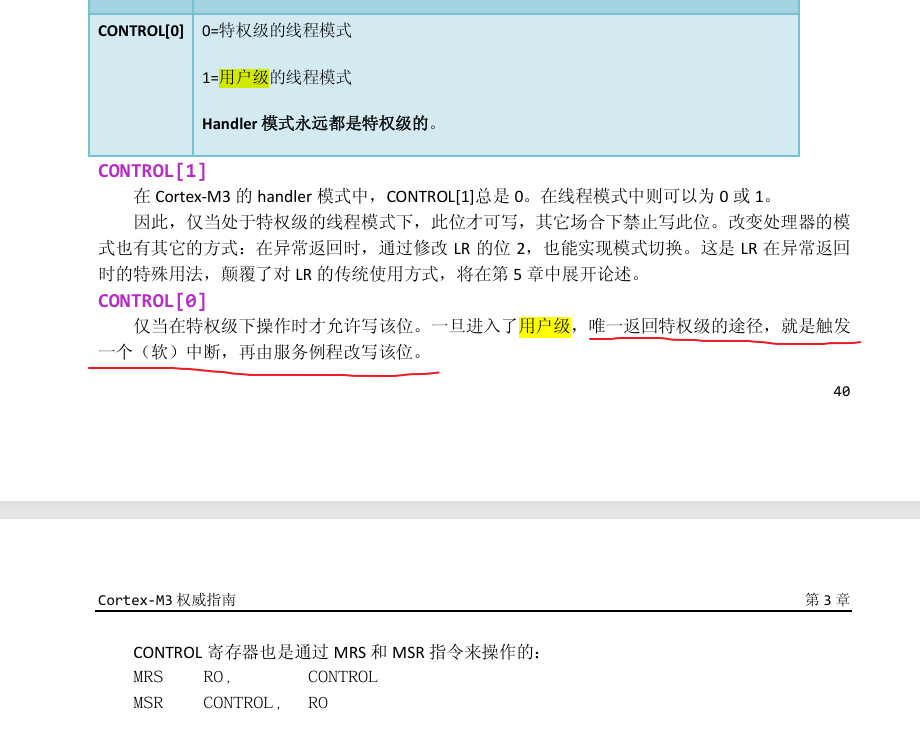 CONTROL[0] 0=特权级的线程模式
1=用户级的线程模式
Handler 模式永远都是特权级的。
CONTROL[1]
在 Cortex-M3 的 handler 模式中，CONTROL[1]总是 0。在线程模式中则可以为 0 或 1。
因此，仅当处于特权级的线程模式下，此位才可写，其它场合下禁止写此位。改变处理器的模
式也有其它的方式：在异常返回时，通过修改 LR 的位 2，也能实现模式切换。这是 LR 在异常返回
时的特殊用法，颠覆了对 LR 的传统使用方式，将在第 5 章中展开论述。
CONTROL[0]
仅当在特权级下操作时才允许写该位。一旦进入了用户级，唯一返回特权级的途径，就是触发
一个（软）中断，再由服务例程改写该位。
40
Cortex-M3 权威指南 第 3 章
CONTROL 寄存器也是通过 MRS 和 MSR 指令来操作的：
MRS R0, CONTROL
MSR CONTROL, R0